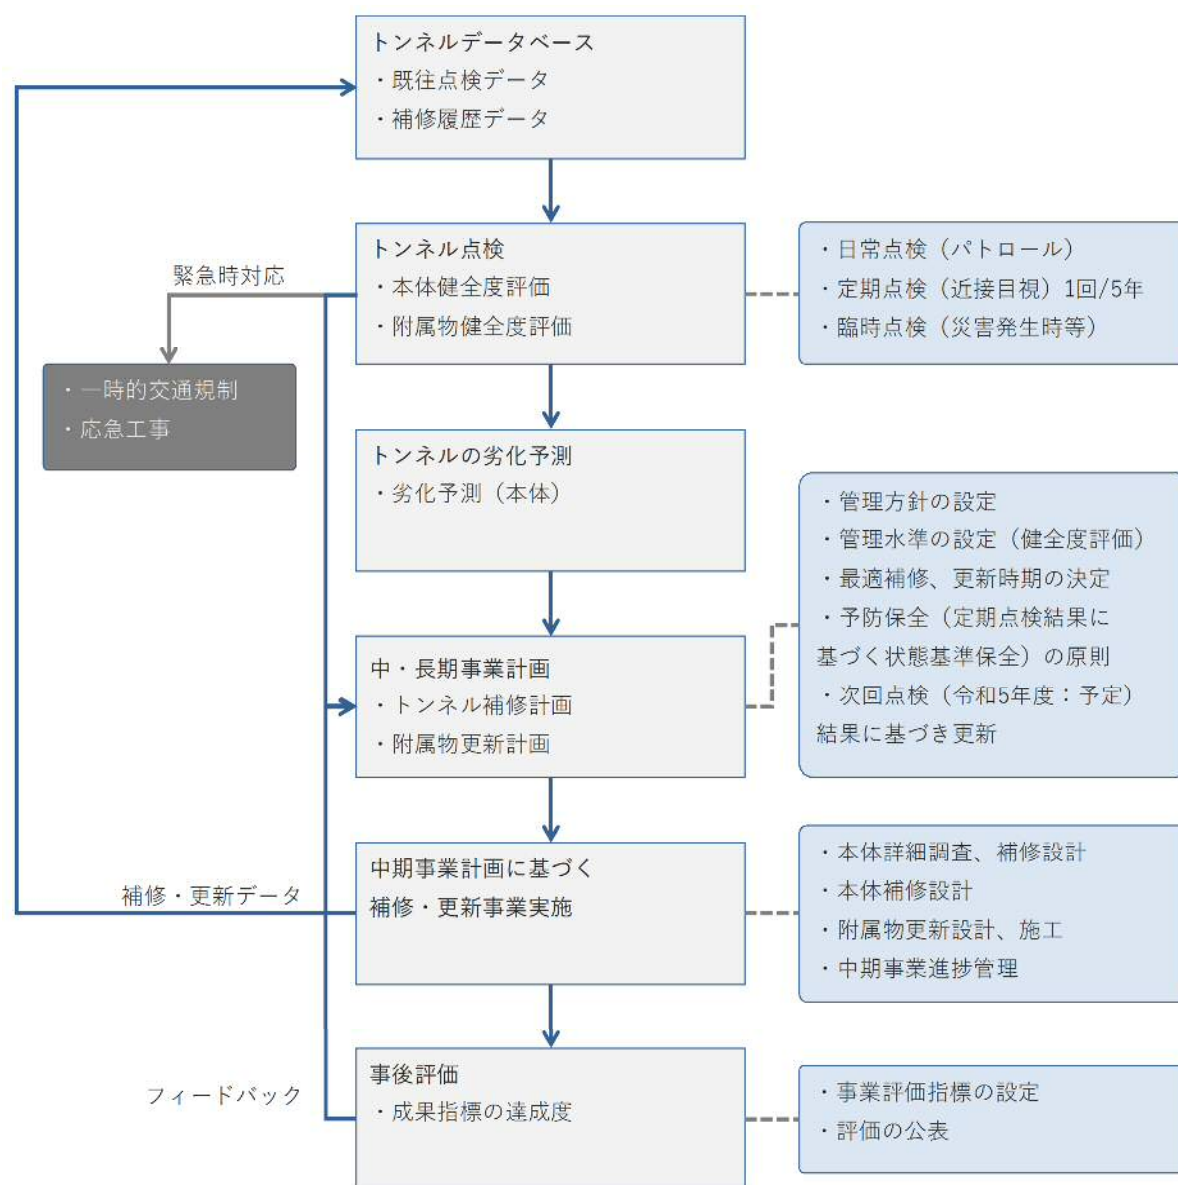 トンネルデータベース
・既往点検データ
・補修履歴データ
トンネル点検
・本体健全度評価
・附属物健全度評価
・日常点検（パトロール）
・定期点検（近接目視）1回/5年
・臨時点検（災害発生時等）
緊急時対応
・一時的交通規制
・応急工事
トンネルの劣化予測
・劣化予測（本体）
中・長期事業計画
・トンネル補修計画
・附属物更新計画
・管理方針の設定
・管理水準の設定（健全度評価）
・最適補修、更新時期の決定
・予防保全（定期点検結果に
基づく状態基準保全）の原則
・次回点検（令和5年度：予定）
結果に基づき更新
中期事業計画に基づく
補修・更新事業実施
補修・更新データ
・本体詳細調査、補修設計
・本体補修設計
・附属物更新設計、施工
・中期事業進捗管理
事後評価
・成果指標の達成度
フィードバック
・事業評価指標の設定
・評価の公表